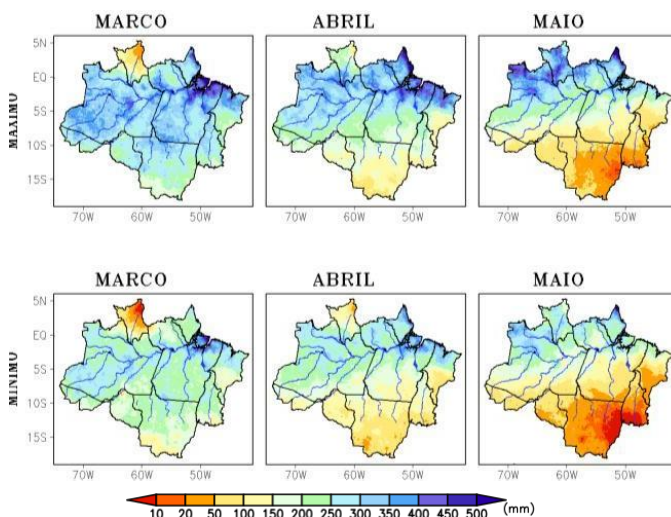 MARCO ABRIL MAIO
MAXIMO
5N
EQ
5S
10S
15S
70W 60W 50W 70W 60W 50W 70W 60W 50W
MARCO ABRIL MAIO
MINIMO
5N
EQ
5S
10S
15S
70W 60W 50W 70W 60W 50W 70W 60W 50W
10 20 50 100 150 200 250 300 350 400 450 500 (mm)